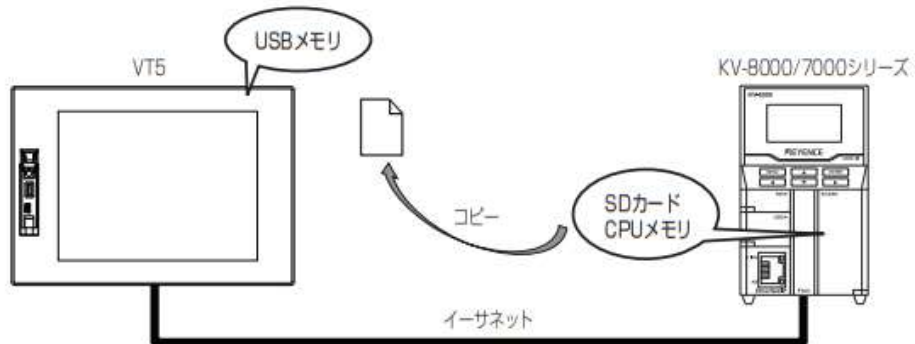 USBメモリ
VT5
KV-8000/7000シリーズ
KEYENCE
コピー
SDカード
CPUメモリ
イーサネット